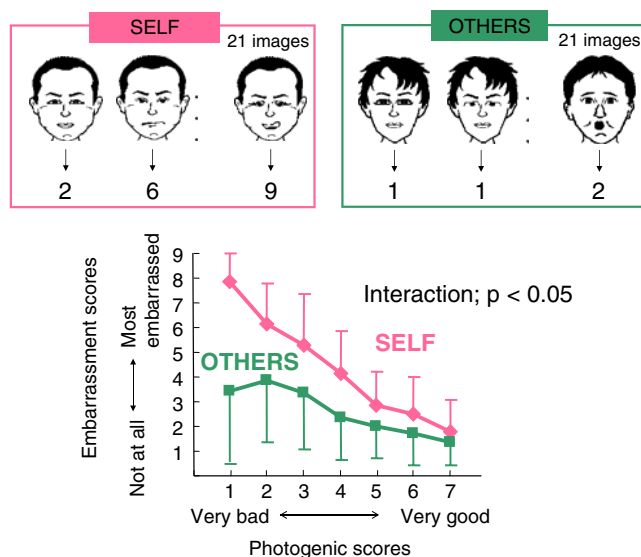 SELF
21 images
2 6 9
OTHERS
21 images
1 1 2
Embarrassment scores
Not at all
Most
embarrassed
9
8
7
6
5
4
3
2
1
Interaction; p < 0.05
SELF
OTHERS
1 2 3 4 5 6 7
Very bad Very good
Photogenic scores